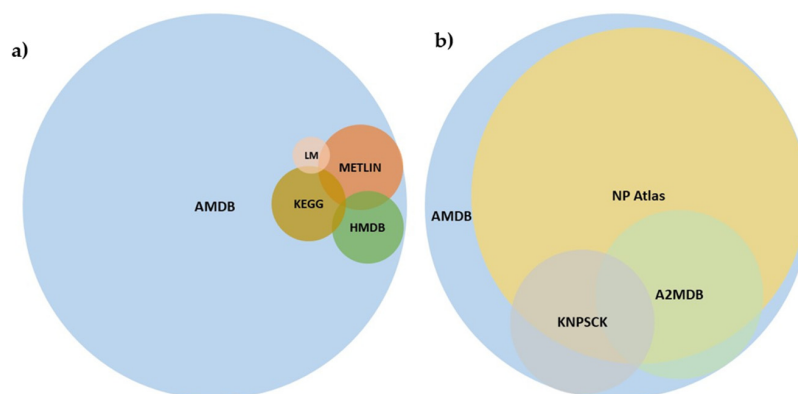 a)
LM
METLIN
KEGG
AMDB
HMDB
b)
NP Atlas
AMDB
A2MDB
KNPSCK